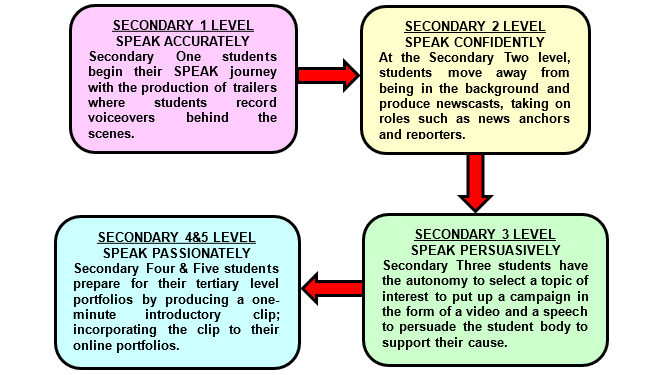 SECONDARY 1 LEVEL
SPEAK ACCURATELY
Secondary One students
begin their SPEAK journey
with the production of trailers
where students record
voiceovers behind the
scenes.
SECONDARY 2 LEVEL
SPEAK CONFIDENTLY
At the Secondary Two level,
students move away from
being in the background and
produce newscasts, taking on
roles such as news anchors
and reporters.
SECONDARY 3 LEVEL
SPEAK PERSUASIVELY
Secondary Three students have
the autonomy to select a topic of
interest to put up a campaign in
the form of a video and a speech
to persuade the student body to
support their cause.
SECONDARY 4&5 LEVEL
SPEAK PASSIONATELY
Secondary Four & Five students
prepare for their tertiary level
portfolios by producing a one-
minute introductory clip;
incorporating the clip to their
online portfolios.